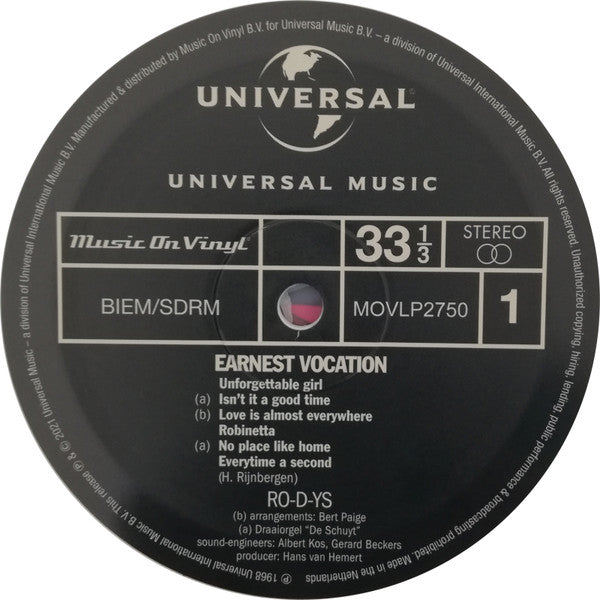 UNIVERSAL
UNIVERSAL MUSIC
Music On Vinyl®
33 1/3
STEREO
BIEM/SDRM
MOVLP2750
1
EARNEST VOCATION
Unforgettable girl
(a) Isn't it a good time
(b) Love is almost everywhere
Robinetta
(a) No place like home
Everytime a second
(H. Rijnbergen)
RO-D-YS
(b) arrangements: Bert Paige
(a) Draaiorgel "De Schuyt"
sound-engineers: Albert Kos, Gerard Beckers
producer: Hans van Hemert
℗ 1968 Universal International Music B.V. This release ℗ & © 2021 Universal Music – a division of Universal International Music B.V. Manufactured & distributed by Music On Vinyl B.V. for Universal Music B.V. – a division of Universal International Music B.V. All rights reserved. Unauthorized copying, hiring, lending, public performance & broadcasting prohibited. Made in the Netherlands